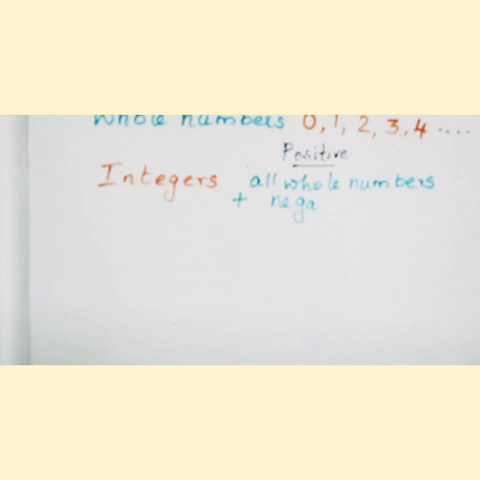 Whole numbers 0, 1, 2, 3, 4 ....
Positive
Integers all whole numbers
+ nega